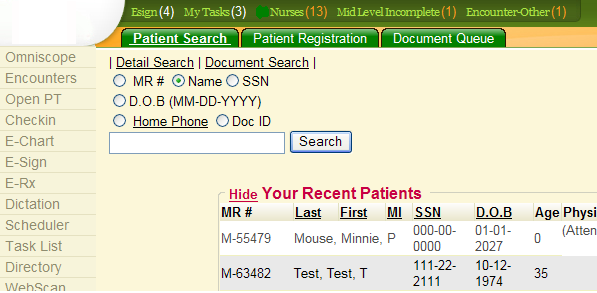 Esign (4) My Tasks (3) Nurses (13) Mid Level Incomplete (1) Encounter-Other (1)
Patient Search Patient Registration Document Queue
Omniscope
Encounters
Open PT
Checkin
E-Chart
E-Sign
E-Rx
Dictation
Scheduler
Task List
Directory
WebScan
| Detail Search | Document Search |
MR # Name SSN
D.O.B (MM-DD-YYYY)
Home Phone Doc ID
Search
Hide Your Recent Patients
MR # Last First MI SSN D.O.B Age Physi
(Atten
M-55479 Mouse, Minnie, P 000-00-0000 01-01-2027 0
M-63482 Test, Test, T 111-22-2111 10-12-1974 35